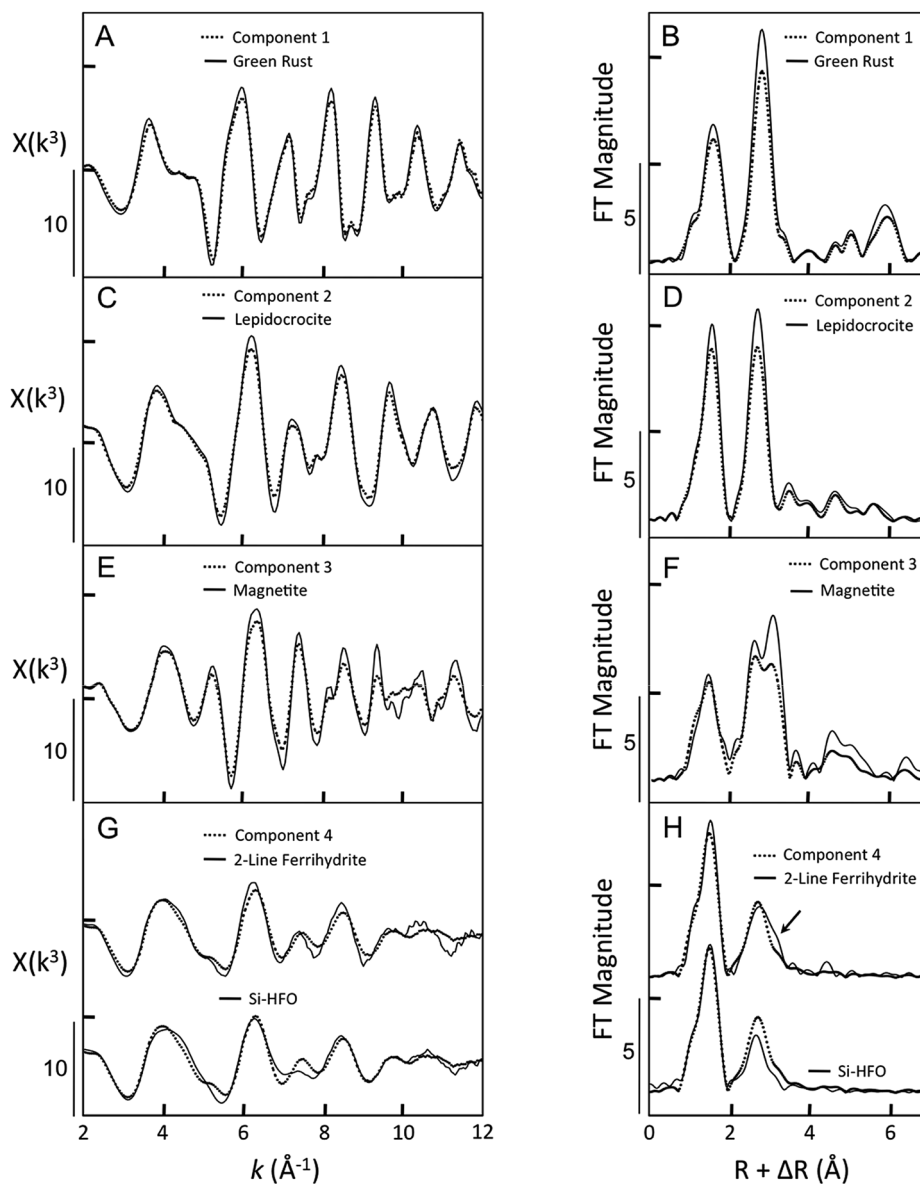 A
Component 1
Green Rust
X(k³)
10
B
Component 1
Green Rust
FT Magnitude
5
C
Component 2
Lepidocrocite
X(k³)
10
D
Component 2
Lepidocrocite
FT Magnitude
5
E
Component 3
Magnetite
X(k³)
10
F
Component 3
Magnetite
FT Magnitude
5
G
Component 4
2-Line Ferrihydrite
X(k³)
Si-HFO
10
2 4 6 8 10 12
k (Å⁻¹)
H
Component 4
2-Line Ferrihydrite
FT Magnitude
5
Si-HFO
0 2 4 6
R + ΔR (Å)